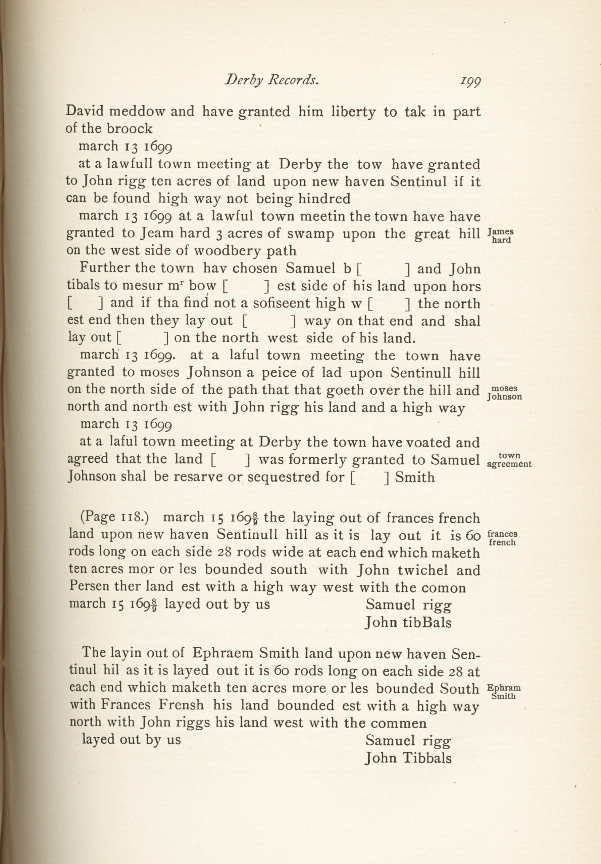 Derby Records. 199
David meddow and have granted him liberty to tak in part
of the broock
march 13 1699
at a lawfull town meeting at Derby the tow have granted
to John rigg ten acres of land upon new haven Sentinul if it
can be found high way not being hindred
march 13 1699 at a lawful town meetin the town have have
granted to Jeam hard 3 acres of swamp upon the great hill
James
hard
on the west side of woodbery path
Further the town hav chosen Samuel b [ ] and John
tibals to mesur mʳ bow [ ] est side of his land upon hors
[ ] and if tha find not a sofiseent high w [ ] the north
est end then they lay out [ ] way on that end and shal
lay out [ ] on the north west side of his land.
march 13 1699. at a laful town meeting the town have
granted to moses Johnson a peice of lad upon Sentinull hill
on the north side of the path that that goeth over the hill and
moses
Johnson
north and north est with John rigg his land and a high way
march 13 1699
at a laful town meeting at Derby the town have voated and
agreed that the land [ ] was formerly granted to Samuel
town
agreement
Johnson shal be resarve or sequestred for [ ] Smith
(Page 118.) march 15 169⁸⁄₉ the laying out of frances french
land upon new haven Sentinull hill as it is lay out it is 60
frances
french
rods long on each side 28 rods wide at each end which maketh
ten acres mor or les bounded south with John twichel and
Persen ther land est with a high way west with the comon
march 15 169⁸⁄₉ layed out by us Samuel rigg
John tibBals
The layin out of Ephraem Smith land upon new haven Sen-
tinul hil as it is layed out it is 60 rods long on each side 28 at
each end which maketh ten acres more or les bounded South
Ephram
Smith
with Frances Frensh his land bounded est with a high way
north with John riggs his land west with the commen
layed out by us Samuel rigg
John Tibbals